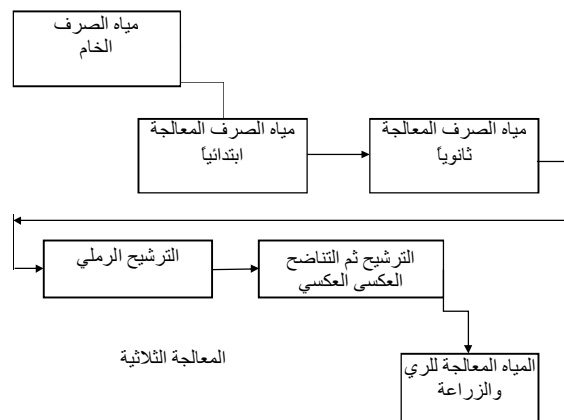 مياه الصرف
الخام
مياه الصرف المعالجة
ابتدائياً
مياه الصرف المعالجة
ثانوياً
الترشيح الرملي
الترشيح ثم التناضح
العكسى العكسي
المعالجة الثلاثية
المياه المعالجة للري
والزراعة